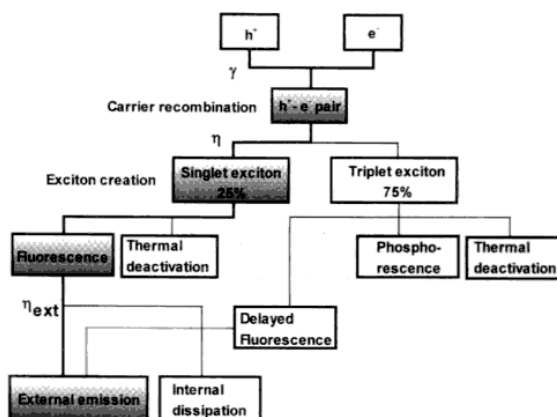 h+ e-
γ
Carrier recombination h+- e- pair
η
Exciton creation Singlet exciton 25% Triplet exciton 75%
Fluorescence Thermal deactivation Phospho-rescence Thermal deactivation
ηext Delayed Fluorescence
External emission Internal dissipation